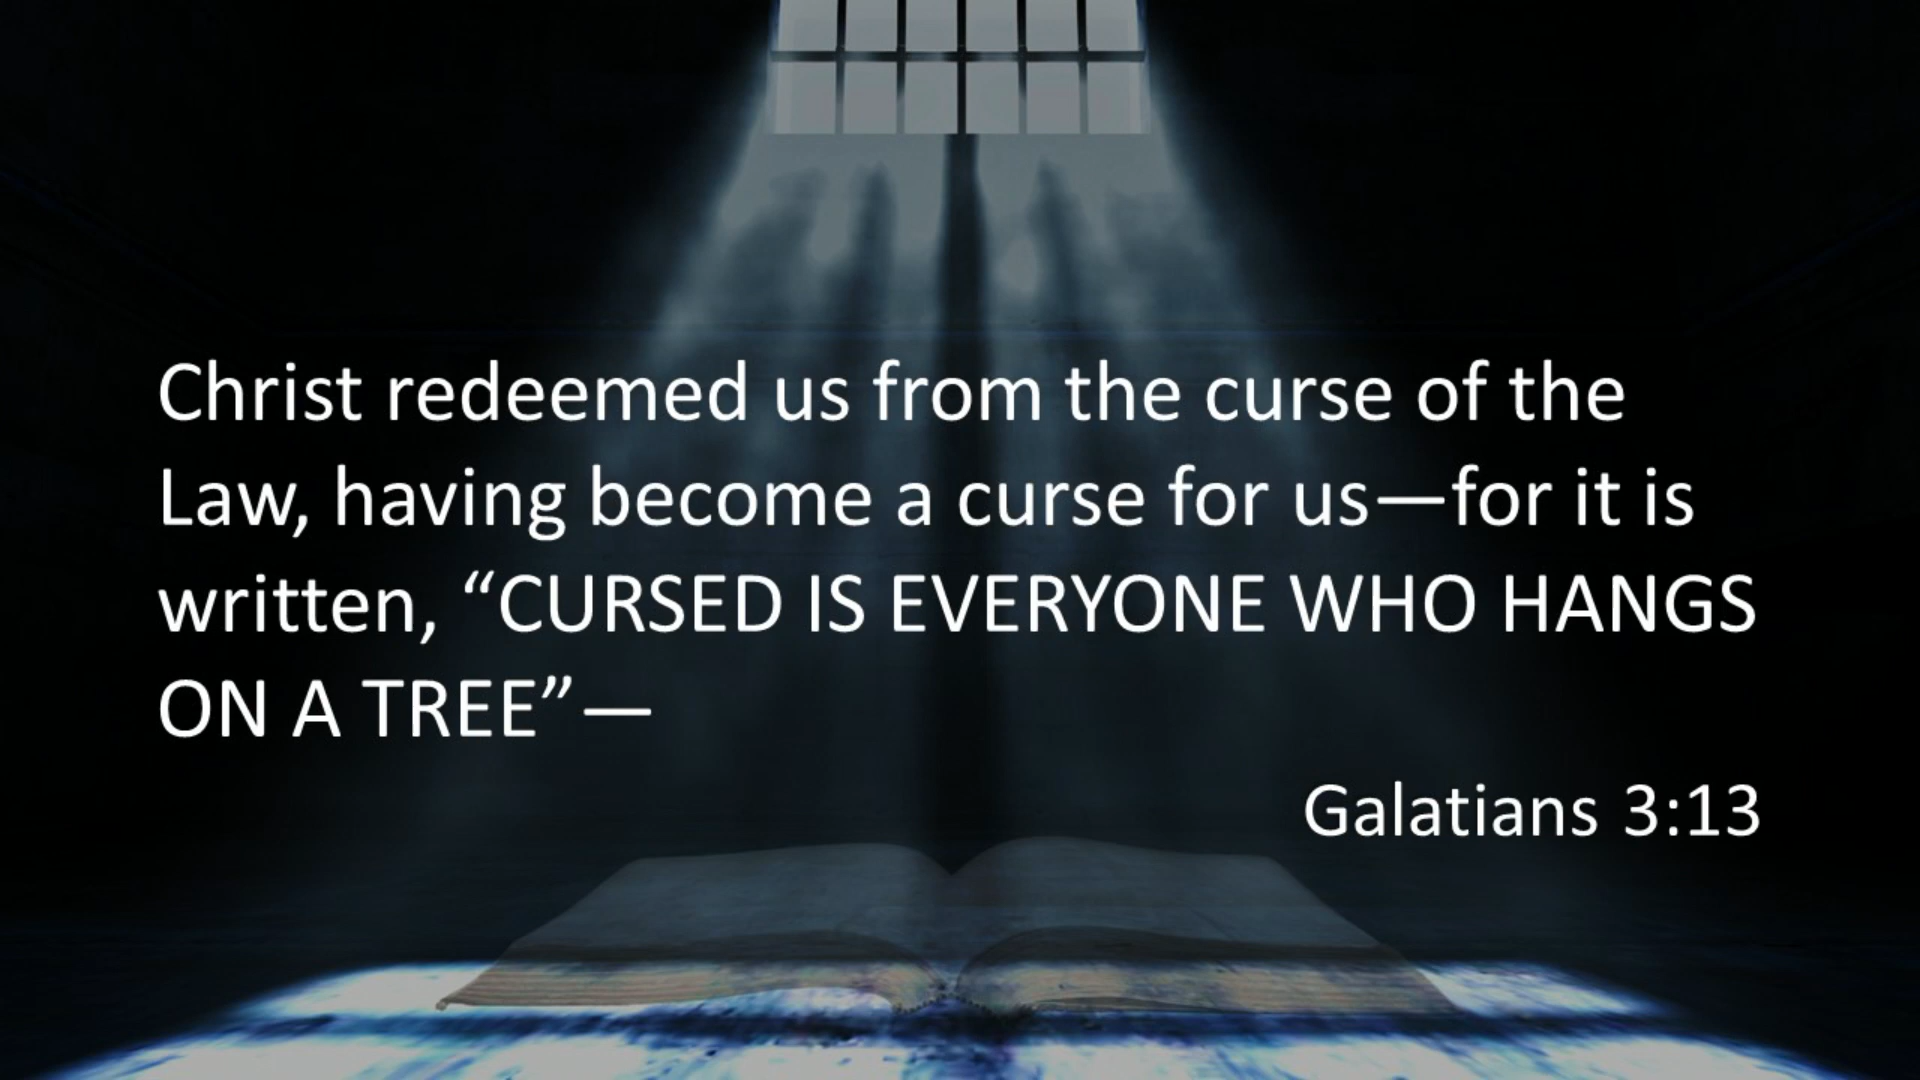 Christ redeemed us from the curse of the
Law, having become a curse for us—for it is
written, “CURSED IS EVERYONE WHO HANGS
ON A TREE”—
Galatians 3:13